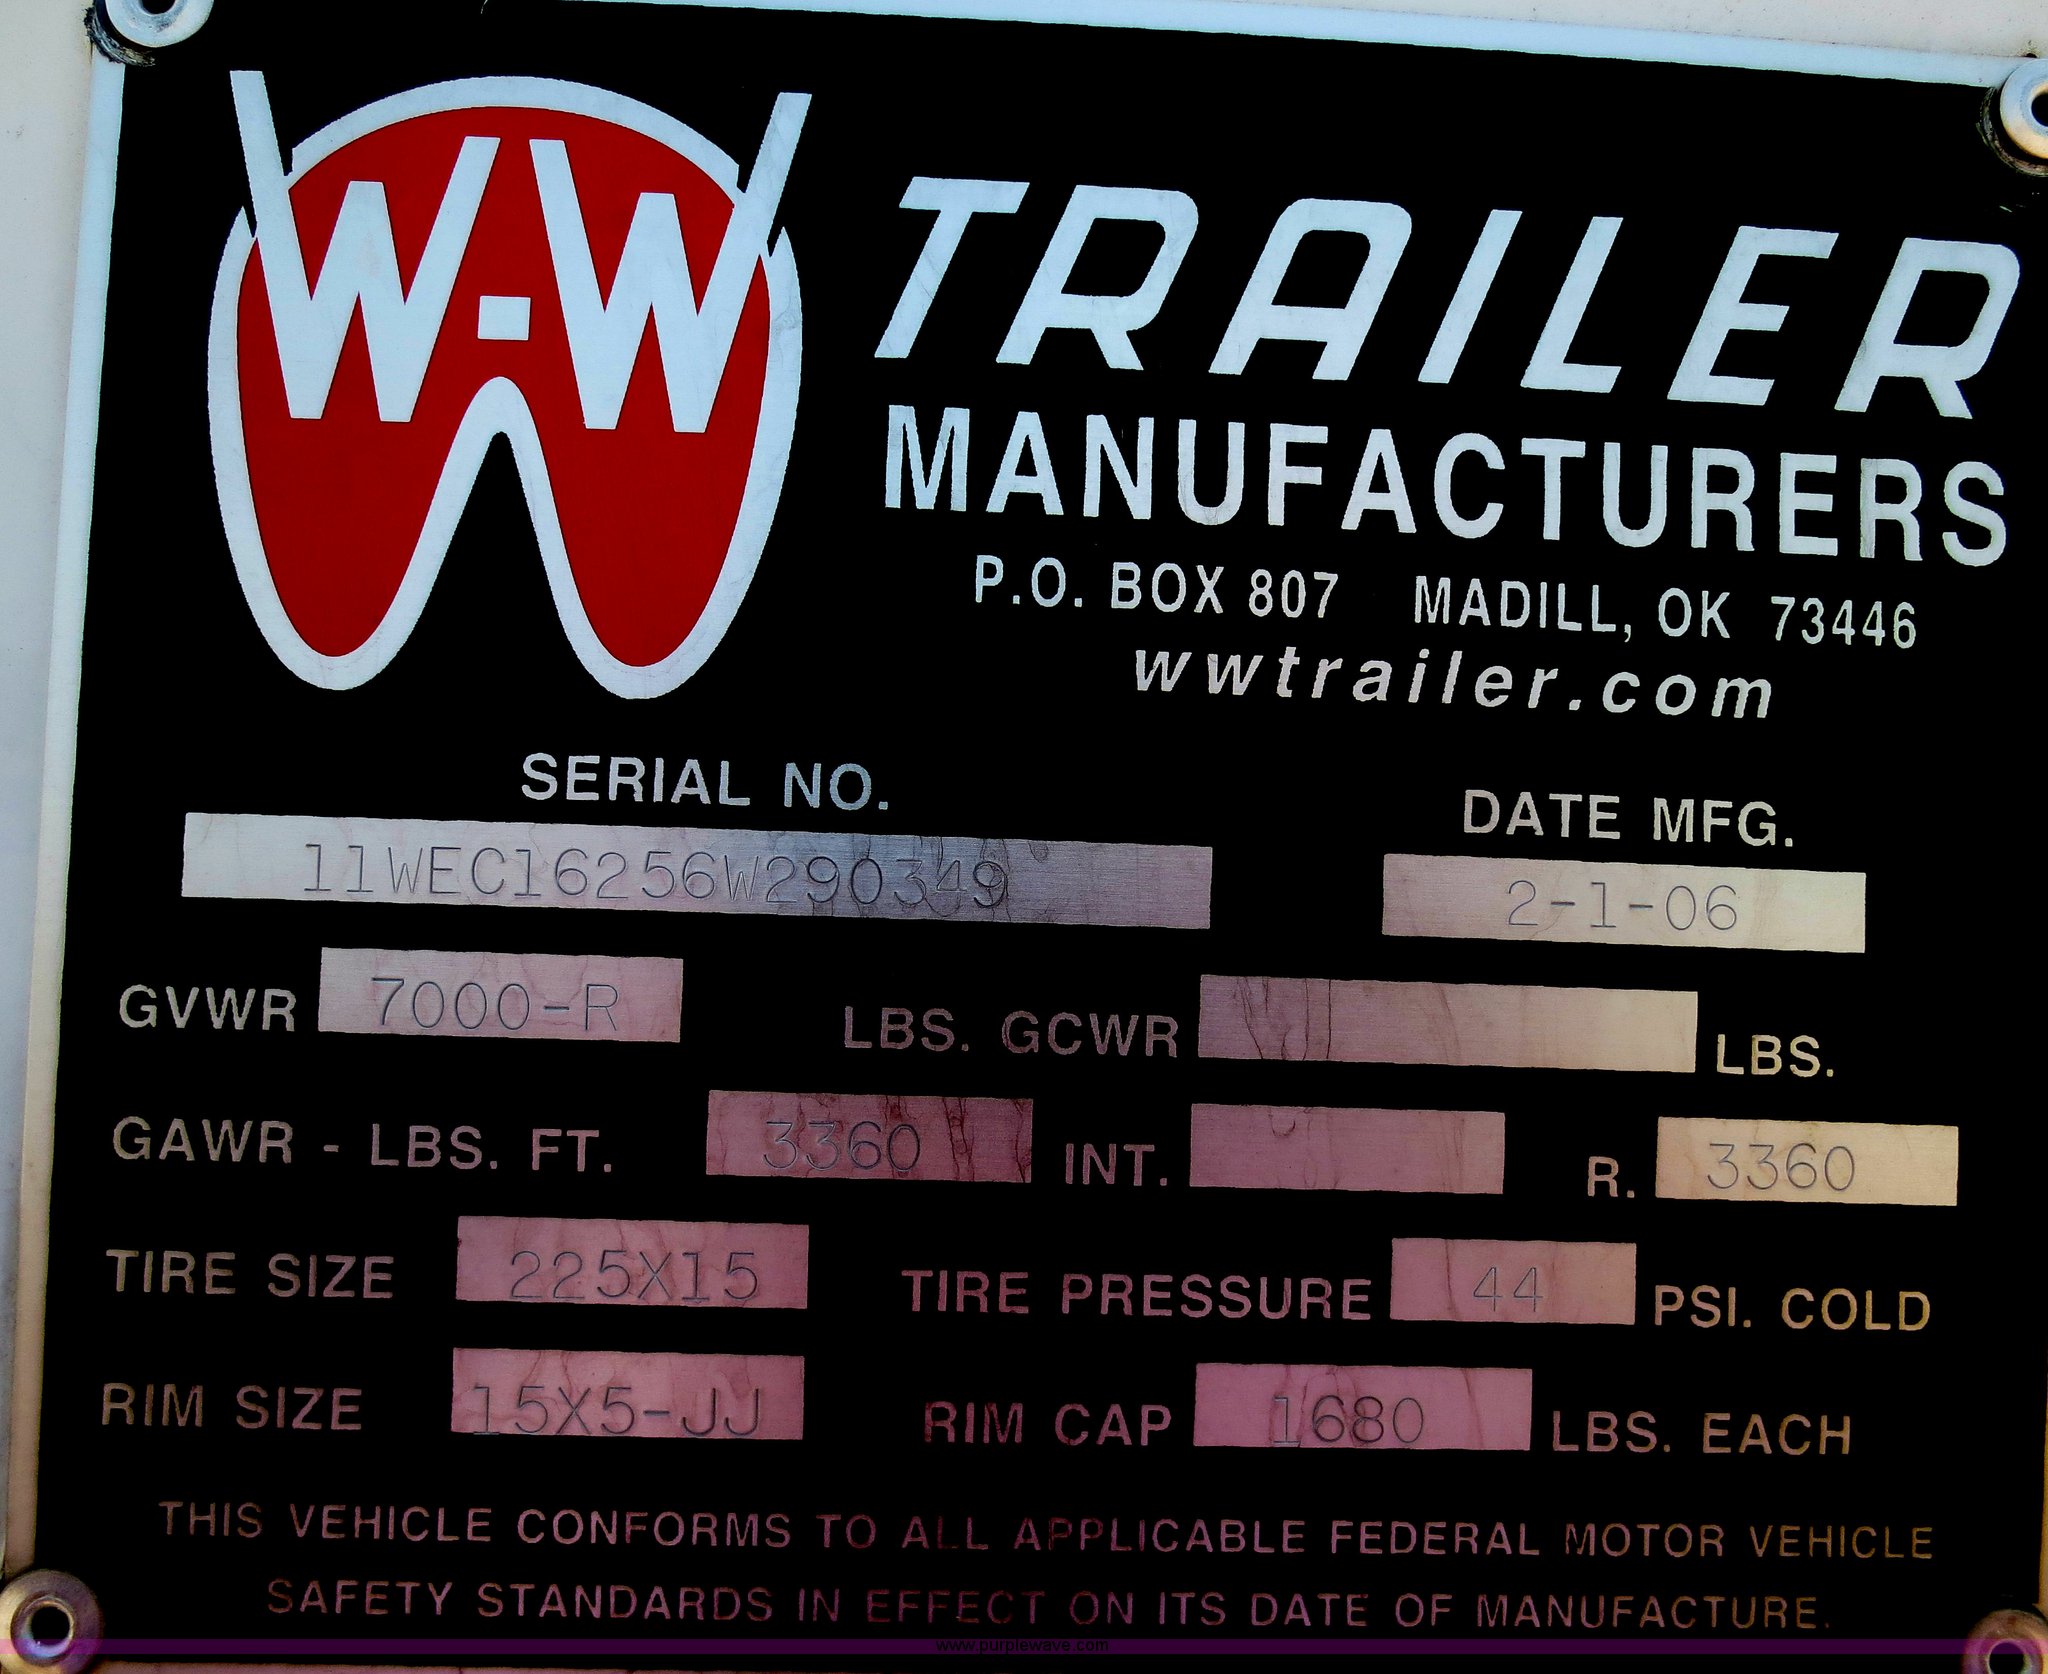 W-W TRAILER
MANUFACTURERS
P.O. BOX 807 MADILL, OK 73446
wwtrailer.com
SERIAL NO. DATE MFG.
11WEC16256W290349 2-1-06
GVWR 7000-R LBS. GCWR LBS.
GAWR - LBS. FT. 3360 INT. R. 3360
TIRE SIZE 225X15 TIRE PRESSURE 44 PSI. COLD
RIM SIZE 15X5-JJ RIM CAP 1680 LBS. EACH
THIS VEHICLE CONFORMS TO ALL APPLICABLE FEDERAL MOTOR VEHICLE
SAFETY STANDARDS IN EFFECT ON ITS DATE OF MANUFACTURE.
www.purplewave.com